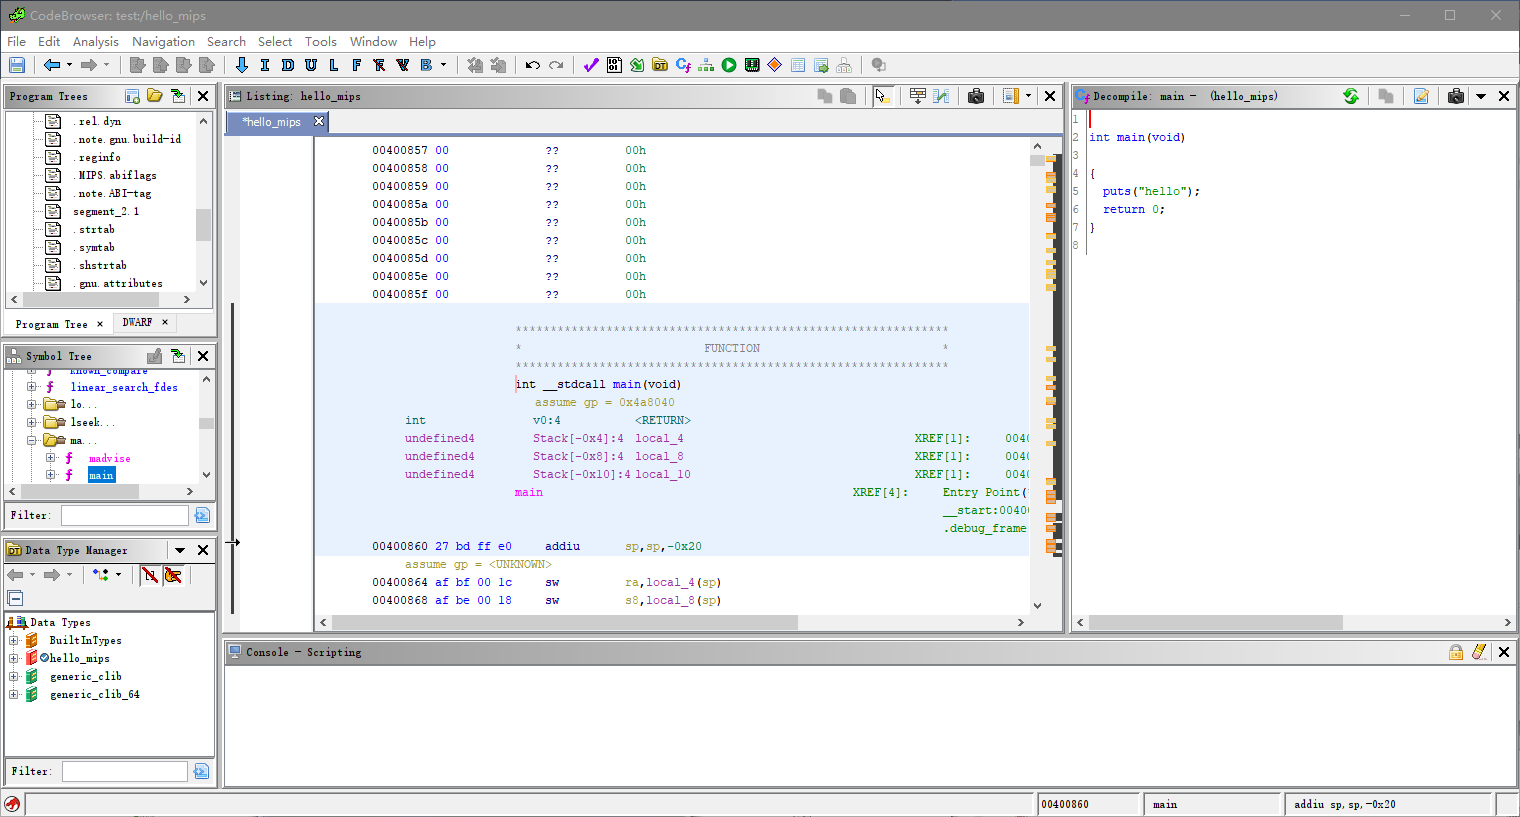 CodeBrowser: test:/hello_mips
File Edit Analysis Navigation Search Select Tools Window Help
I D U L F F V B
Program Trees
.rel.dyn
.note.gnu.build-id
.reginfo
.MIPS.abiflags
.note.ABI-tag
segment_2.1
.strtab
.symtab
.shstrtab
.gnu.attributes
Program Tree × DWARF ×
Symbol Tree
known_compare
linear_search_fdes
lo...
lseek...
ma...
madvise
main
Filter:
Data Type Manager
Data Types
BuiltInTypes
hello_mips
generic_clib
generic_clib_64
Filter:
Listing: hello_mips
*hello_mips
00400857 00 ?? 00h
00400858 00 ?? 00h
00400859 00 ?? 00h
0040085a 00 ?? 00h
0040085b 00 ?? 00h
0040085c 00 ?? 00h
0040085d 00 ?? 00h
0040085e 00 ?? 00h
0040085f 00 ?? 00h
**************************************************************
* FUNCTION *
**************************************************************
int __stdcall main(void)
assume gp = 0x4a8040
int v0:4 <RETURN>
undefined4 Stack[-0x4]:4 local_4 XREF[1]: 0040
undefined4 Stack[-0x8]:4 local_8 XREF[1]: 0040
undefined4 Stack[-0x10]:4 local_10 XREF[1]: 0040
main XREF[4]: Entry Point(
__start:0040
.debug_frame
00400860 27 bd ff e0 addiu sp,sp,-0x20
assume gp = <UNKNOWN>
00400864 af bf 00 1c sw ra,local_4(sp)
00400868 af be 00 18 sw s8,local_8(sp)
Decompile: main - (hello_mips)
1
2 int main(void)
3
4 {
5 puts("hello");
6 return 0;
7 }
8
Console - Scripting
00400860 main addiu sp,sp,-0x20